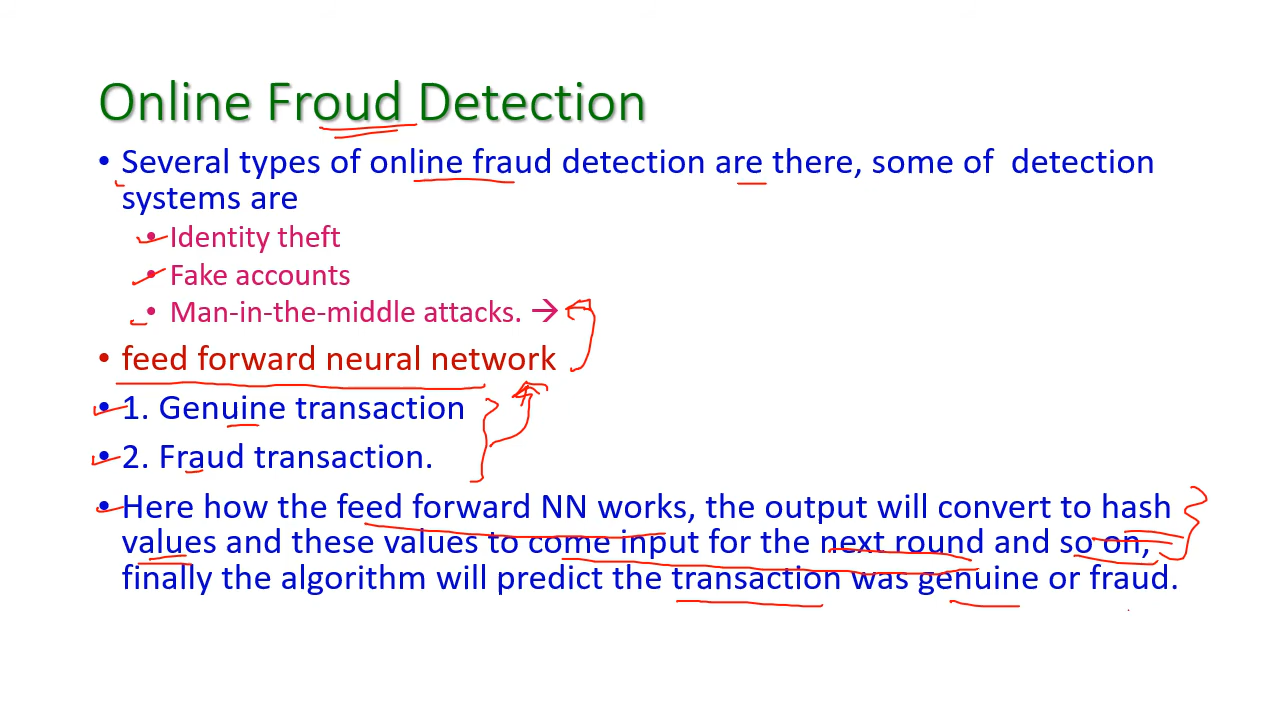 Online Froud Detection
• Several types of online fraud detection are there, some of detection
systems are
• Identity theft
• Fake accounts
• Man-in-the-middle attacks. →
• feed forward neural network
• 1. Genuine transaction
• 2. Fraud transaction.
• Here how the feed forward NN works, the output will convert to hash
values and these values to come input for the next round and so on,
finally the algorithm will predict the transaction was genuine or fraud.